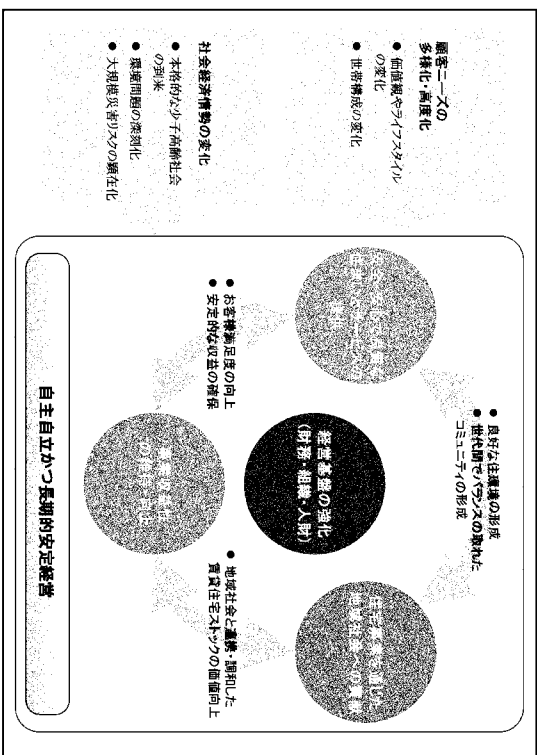 顧客ニーズの
多様化・高度化
● 価値観やライフスタイル
の変化
● 世帯構成の変化
社会経済情勢の変化
● 本格的な少子高齢社会
の到来
● 環境問題の深刻化
● 大規模災害リスクの顕在化
● 良好な住環境の形成
● 世代間でバランスの取れた
コミュニティの形成
経営基盤の強化
(財務・組織・人財)
● お客様満足度の向上
● 安定的な収益の確保
● 地域社会と連携・調和した
賃貸住宅ストックの価値向上
自主自立かつ長期的安定経営